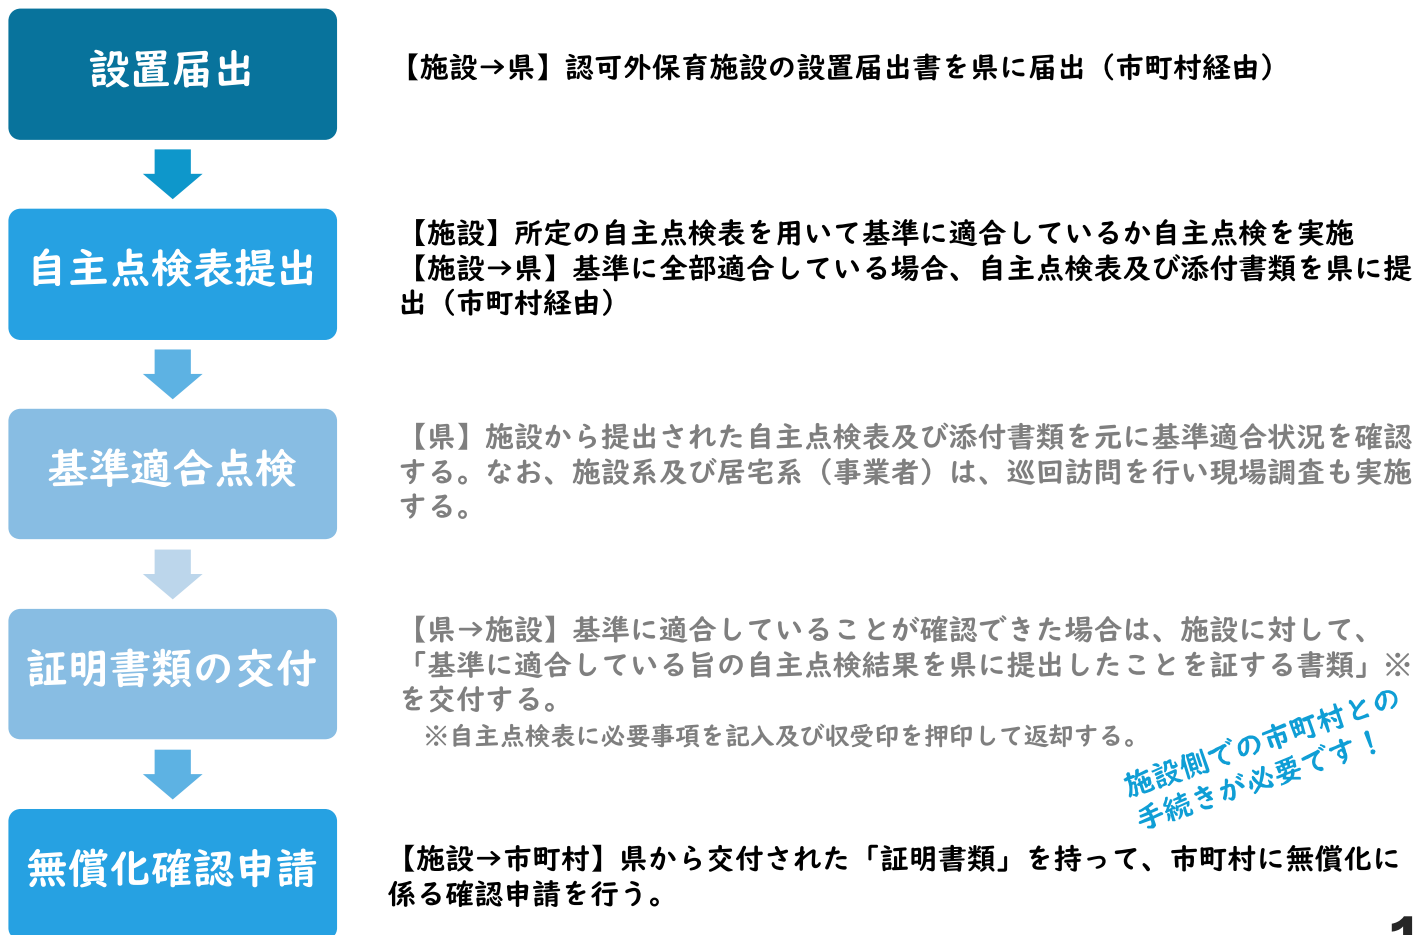 設置届出
【施設→県】認可外保育施設の設置届出書を県に届出（市町村経由）
自主点検表提出
【施設】所定の自主点検表を用いて基準に適合しているか自主点検を実施
【施設→県】基準に全部適合している場合、自主点検表及び添付書類を県に提
出（市町村経由）
基準適合点検
【県】施設から提出された自主点検表及び添付書類を元に基準適合状況を確認
する。なお、施設系及び居宅系（事業者）は、巡回訪問を行い現場調査も実施
する。
証明書類の交付
【県→施設】基準に適合していることが確認できた場合は、施設に対して、
「基準に適合している旨の自主点検結果を県に提出したことを証する書類」※
を交付する。
※自主点検表に必要事項を記入及び収受印を押印して返却する。
施設側での市町村との
手続きが必要です！
無償化確認申請
【施設→市町村】県から交付された「証明書類」を持って、市町村に無償化に
係る確認申請を行う。